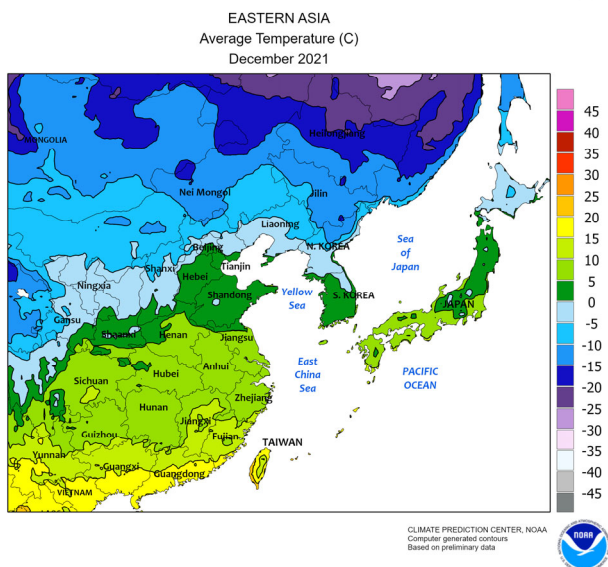 EASTERN ASIA
Average Temperature (C)
December 2021
MONGOLIA
Heilongjiang
Nei Mongol
Jilin
Liaoning
Beijing
N. KOREA
Tianjin
Shanxi
Hebei
Ningxia
Shandong
S. KOREA
Gansu
Shaanxi
Henan
Jiangsu
Anhui
Hubei
Sichuan
Zhejiang
Hunan
Jiangxi
Guizhou
Fujian
Yunnan
Guangxi
Guangdong
VIETNAM
TAIWAN
JAPAN
Sea
of
Japan
Yellow
Sea
East
China
Sea
PACIFIC
OCEAN
45
40
35
30
25
20
15
10
5
0
-5
-10
-15
-20
-25
-30
-35
-40
-45
CLIMATE PREDICTION CENTER, NOAA
Computer generated contours
Based on preliminary data
NOAA